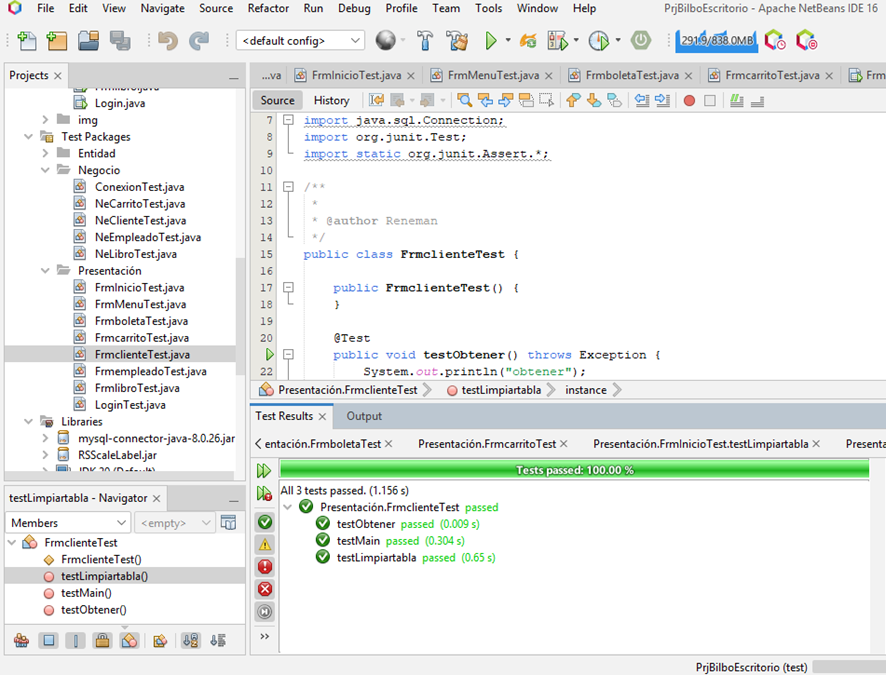 File Edit View Navigate Source Refactor Run Debug Profile Team Tools Window Help PrjBilboEscritorio - Apache NetBeans IDE 16
<default config> 291.9/838.0MB
Projects
Login.java
img
Test Packages
Entidad
Negocio
ConexionTest.java
NeCarritoTest.java
NeClienteTest.java
NeEmpleadoTest.java
NeLibroTest.java
Presentación
FrmInicioTest.java
FrmMenuTest.java
FrmboletaTest.java
FrmcarritoTest.java
FrmclienteTest.java
FrmempleadoTest.java
FrmlibroTest.java
LoginTest.java
Libraries
mysql-connector-java-8.0.26.jar
RSScaleLabel.jar
JDK 20 (Default)
testLimpiartabla - Navigator
Members <empty>
FrmclienteTest
FrmclienteTest()
testLimpiartabla()
testMain()
testObtener()
...va FrmInicioTest.java FrmMenuTest.java FrmboletaTest.java FrmcarritoTest.java Frm
Source History
7 import java.sql.Connection;
8 import org.junit.Test;
9 import static org.junit.Assert.*;
10
11 /**
12 *
13 * @author Reneman
14 */
15 public class FrmclienteTest {
16
17 public FrmclienteTest() {
18 }
19
20 @Test
public void testObtener() throws Exception {
22 System.out.println("obtener");
Presentación.FrmclienteTest testLimpiartabla instance
Test Results Output
entación.FrmboletaTest Presentación.FrmcarritoTest Presentación.FrmInicioTest.testLimpiartabla Presenta
Tests passed: 100.00 %
All 3 tests passed. (1.156 s)
Presentación.FrmclienteTest passed
testObtener passed (0.009 s)
testMain passed (0.304 s)
testLimpiartabla passed (0.65 s)
PrjBilboEscritorio (test)